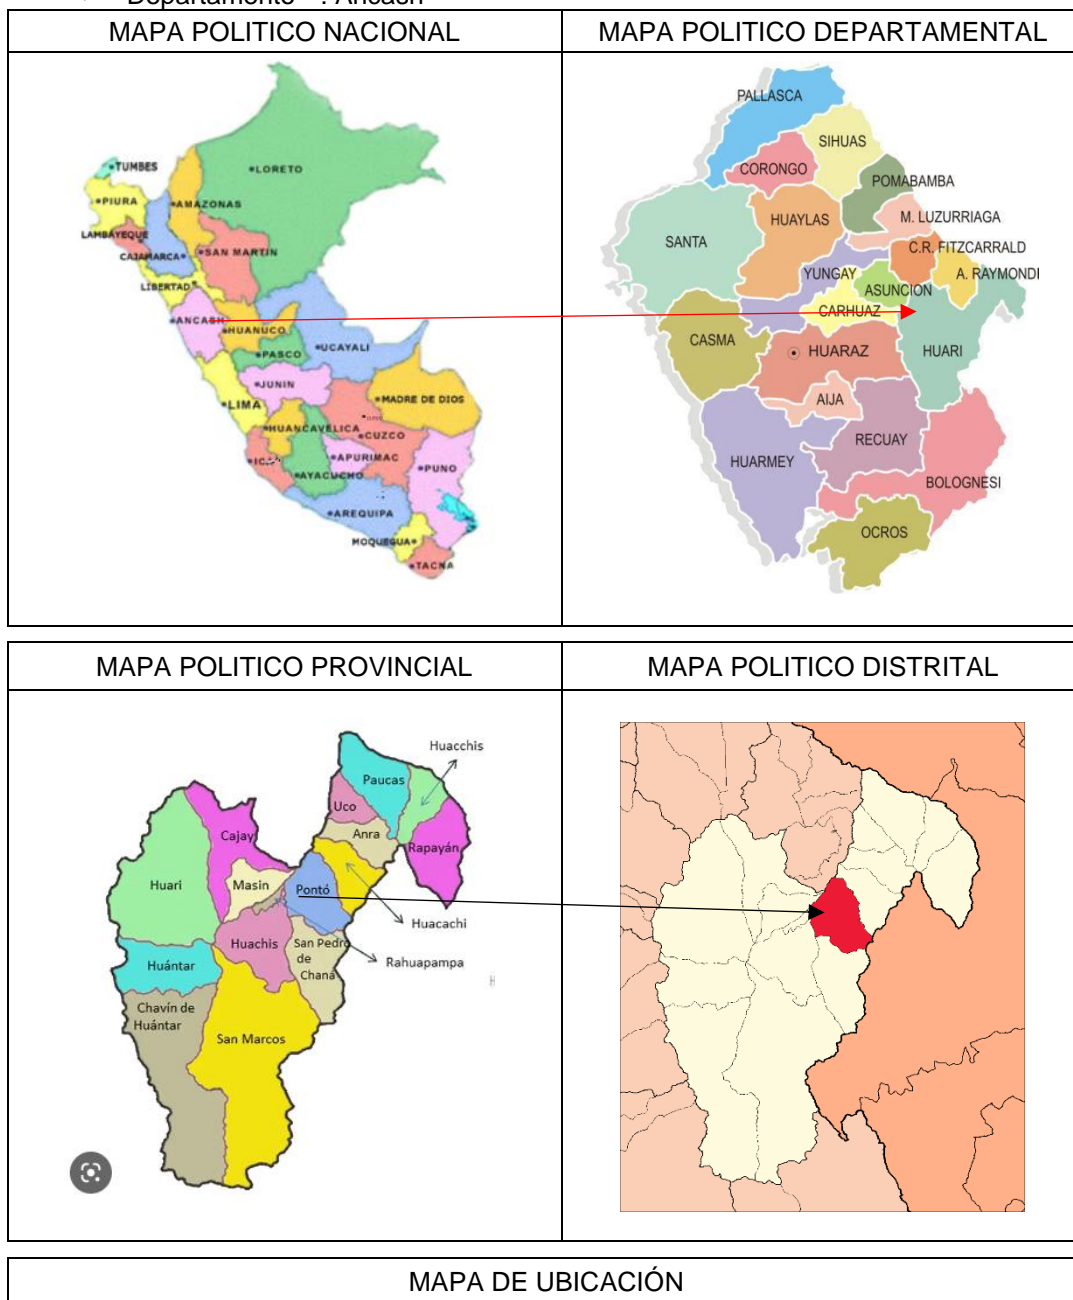 Departamento : Ancash
MAPA POLITICO NACIONAL
MAPA POLITICO DEPARTAMENTAL
TUMBES
LORETO
PIURA
AMAZONAS
LAMBAYEQUE
CAJAMARCA
SAN MARTIN
LIBERTAD
ANCASH
HUANUCO
UCAYALI
PASCO
JUNIN
LIMA
MADRE DE DIOS
HUANCAVELICA
CUZCO
ICA
APURIMAC
PUNO
AYACUCHO
AREQUIPA
MOQUEGUA
TACNA
PALLASCA
SIHUAS
CORONGO
POMABAMBA
HUAYLAS
M. LUZURRIAGA
SANTA
C.R. FITZCARRALD
YUNGAY
A. RAYMONDI
ASUNCION
CARHUAZ
CASMA
HUARAZ
HUARI
AIJA
RECUAY
HUARMEY
BOLOGNESI
OCROS
MAPA POLITICO PROVINCIAL
MAPA POLITICO DISTRITAL
Huacchis
Paucas
Uco
Cajay
Anra
Rapayán
Huari
Masin
Pontó
Huacachi
Huachis
San Pedro
de
Chaná
Rahuapampa
Huántar
Chavín de
Huántar
San Marcos
H
MAPA DE UBICACIÓN